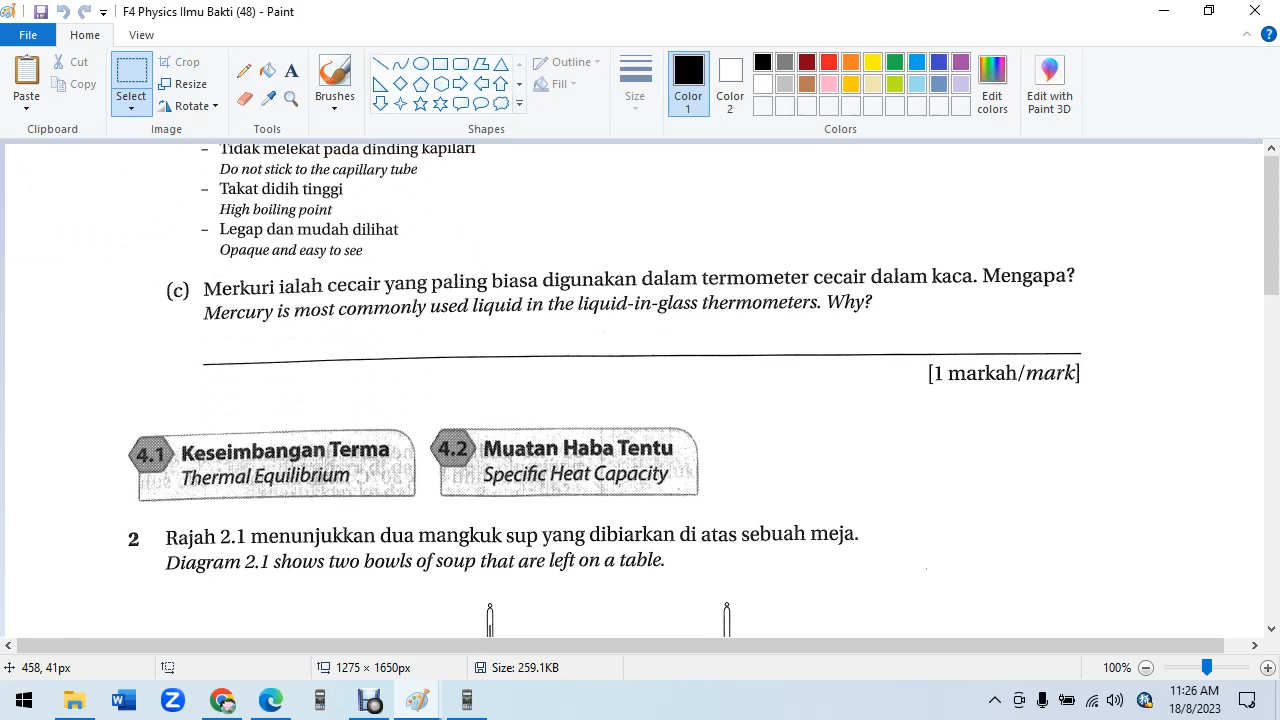 F4 Physics Ilmu Bakti (48) - Paint
File Home View
Paste
Cut
Copy
Clipboard
Select
Crop
Resize
Rotate
Image
A
Tools
Brushes
Shapes
Outline
Fill
Size
Color 1
Color 2
Colors
Edit colors
Edit with Paint 3D
– Tidak melekat pada dinding kapilari
Do not stick to the capillary tube
– Takat didih tinggi
High boiling point
– Legap dan mudah dilihat
Opaque and easy to see
(c) Merkuri ialah cecair yang paling biasa digunakan dalam termometer cecair dalam kaca. Mengapa?
Mercury is most commonly used liquid in the liquid-in-glass thermometers. Why?
[1 markah/mark]
4.1 Keseimbangan Terma
Thermal Equilibrium
4.2 Muatan Haba Tentu
Specific Heat Capacity
2 Rajah 2.1 menunjukkan dua mangkuk sup yang dibiarkan di atas sebuah meja.
Diagram 2.1 shows two bowls of soup that are left on a table.
458, 41px
1275 × 1650px
Size: 259.1KB
100%
11:26 AM
18/8/2023